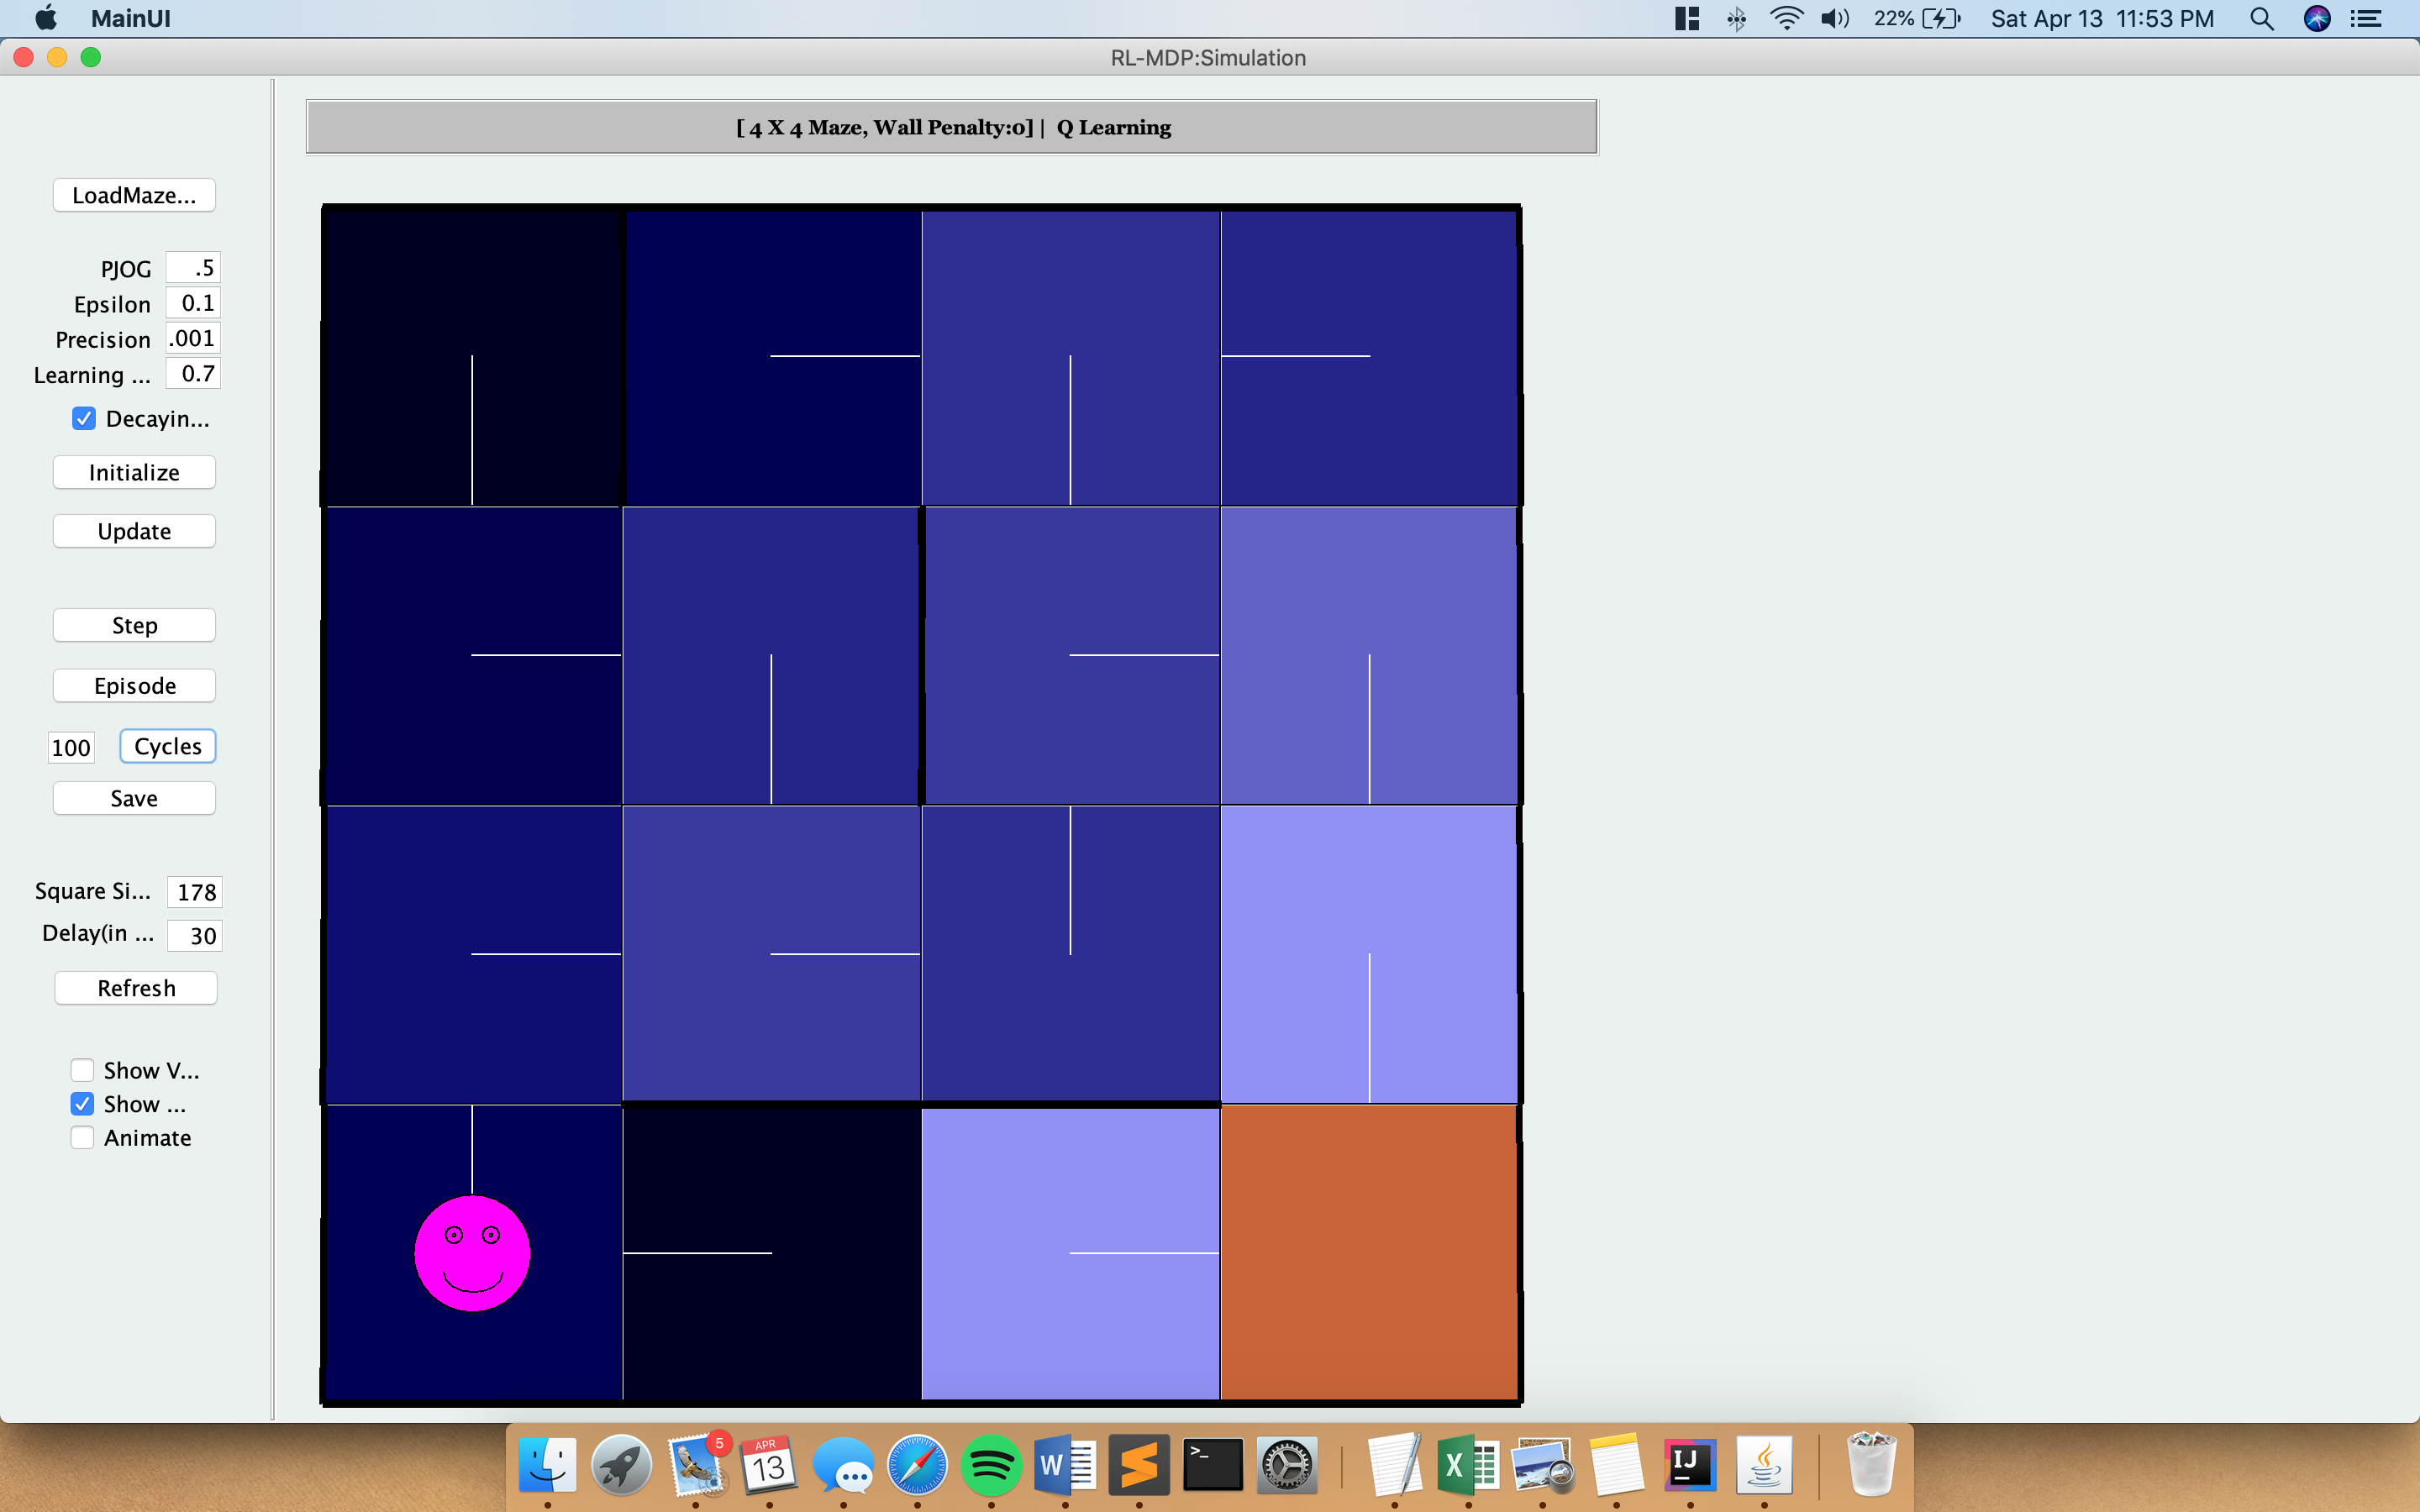 MainUI
22%
Sat Apr 13 11:53 PM
RL-MDP:Simulation
[ 4 X 4 Maze, Wall Penalty:0] | Q Learning
LoadMaze...
PJOG .5
Epsilon 0.1
Precision .001
Learning ... 0.7
Decayin...
Initialize
Update
Step
Episode
100 Cycles
Save
Square Si... 178
Delay(in ... 30
Refresh
Show V...
Show ...
Animate
5
APR
13
W
>_
X
IJ